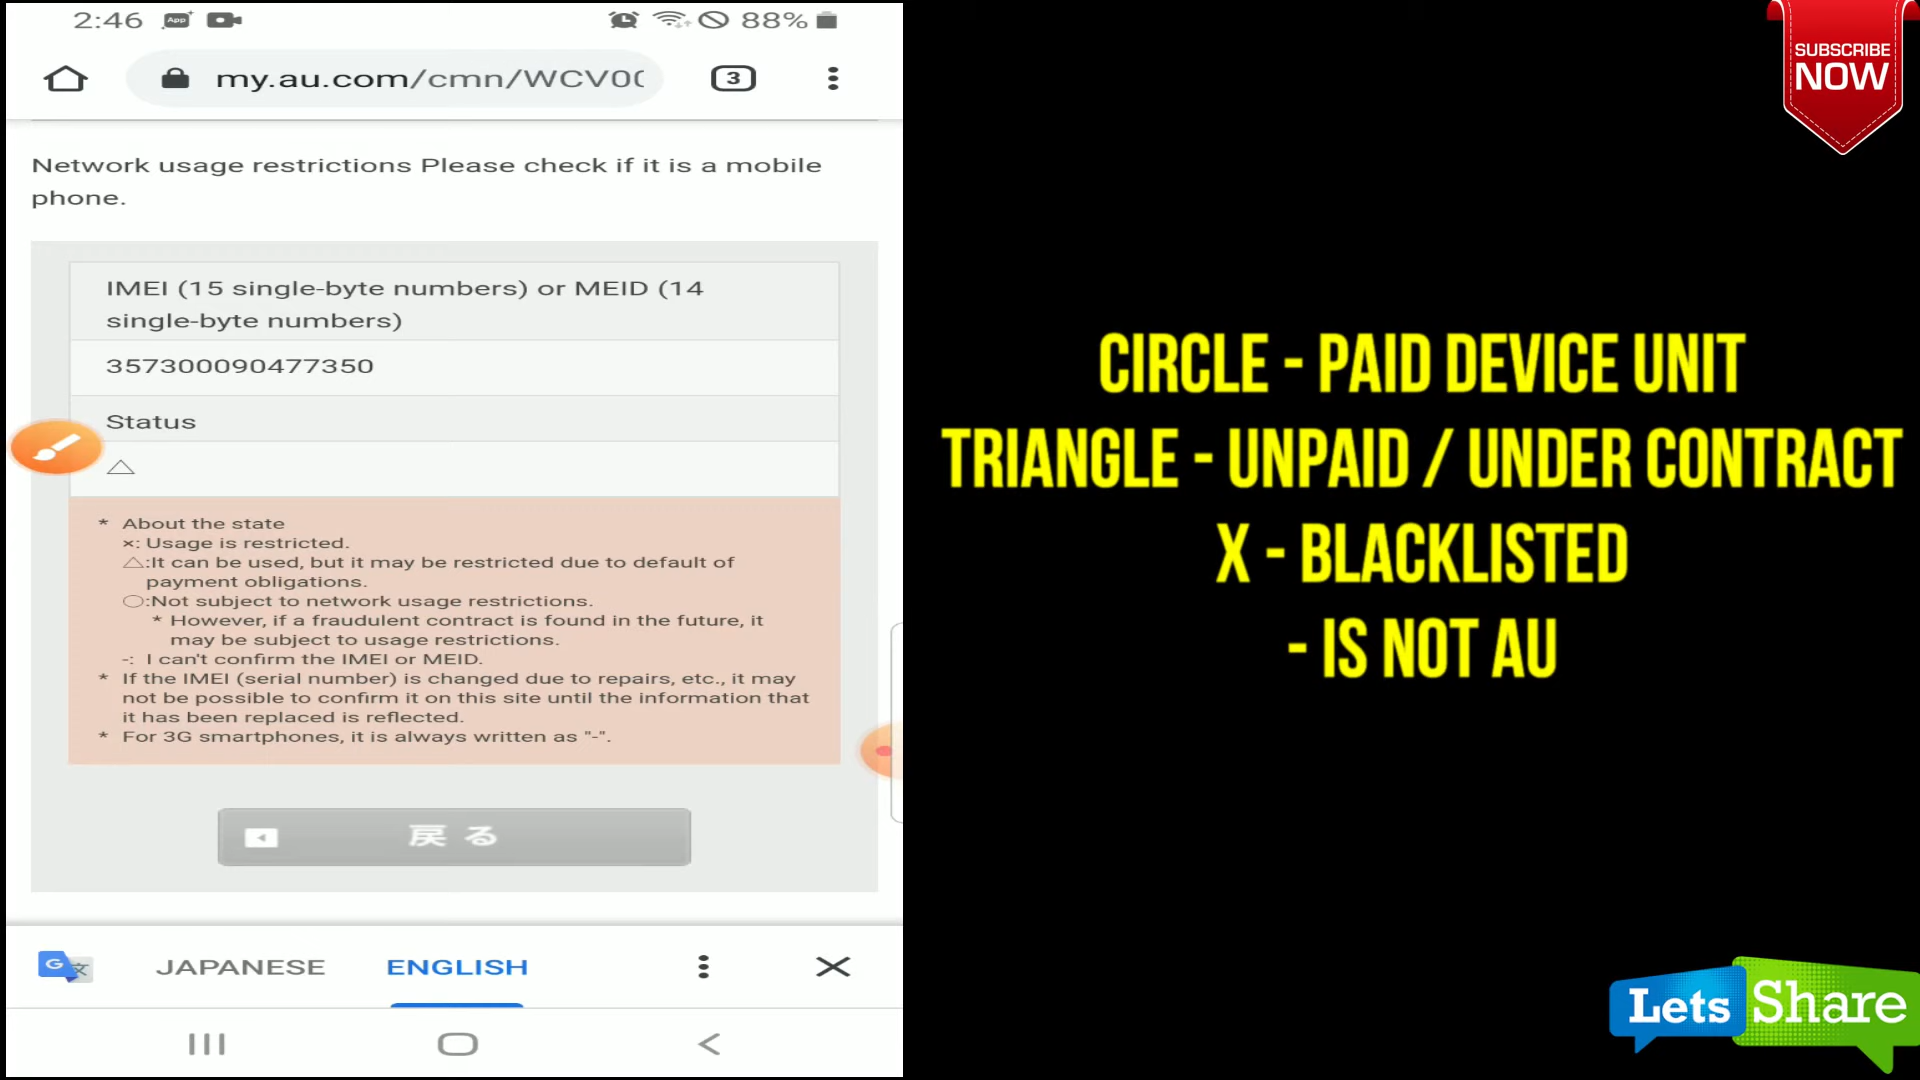 2:46
App
88%
my.au.com/cmn/WCV00
3
Network usage restrictions Please check if it is a mobile
phone.
IMEI (15 single-byte numbers) or MEID (14
single-byte numbers)
357300090477350
Status
△
* About the state
×: Usage is restricted.
△:It can be used, but it may be restricted due to default of
payment obligations.
○:Not subject to network usage restrictions.
* However, if a fraudulent contract is found in the future, it
may be subject to usage restrictions.
-: I can't confirm the IMEI or MEID.
* If the IMEI (serial number) is changed due to repairs, etc., it may
not be possible to confirm it on this site until the information that
it has been replaced is reflected.
* For 3G smartphones, it is always written as "-".
戻る
G 文
JAPANESE ENGLISH
SUBSCRIBE
NOW
CIRCLE - PAID DEVICE UNIT
TRIANGLE - UNPAID / UNDER CONTRACT
X - BLACKLISTED
- IS NOT AU
Lets Share